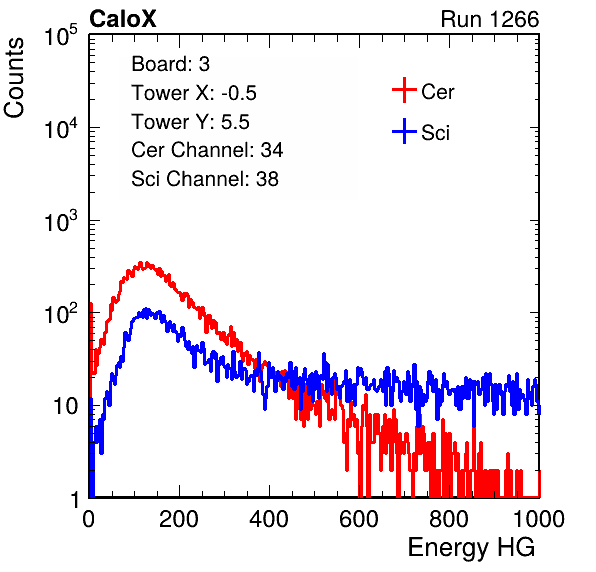 CaloX Run 1266
Counts
Board: 3
Tower X: -0.5
Tower Y: 5.5
Cer Channel: 34
Sci Channel: 38
Cer
Sci
10^5
10^4
10^3
10^2
10
1
0 200 400 600 800 1000
Energy HG